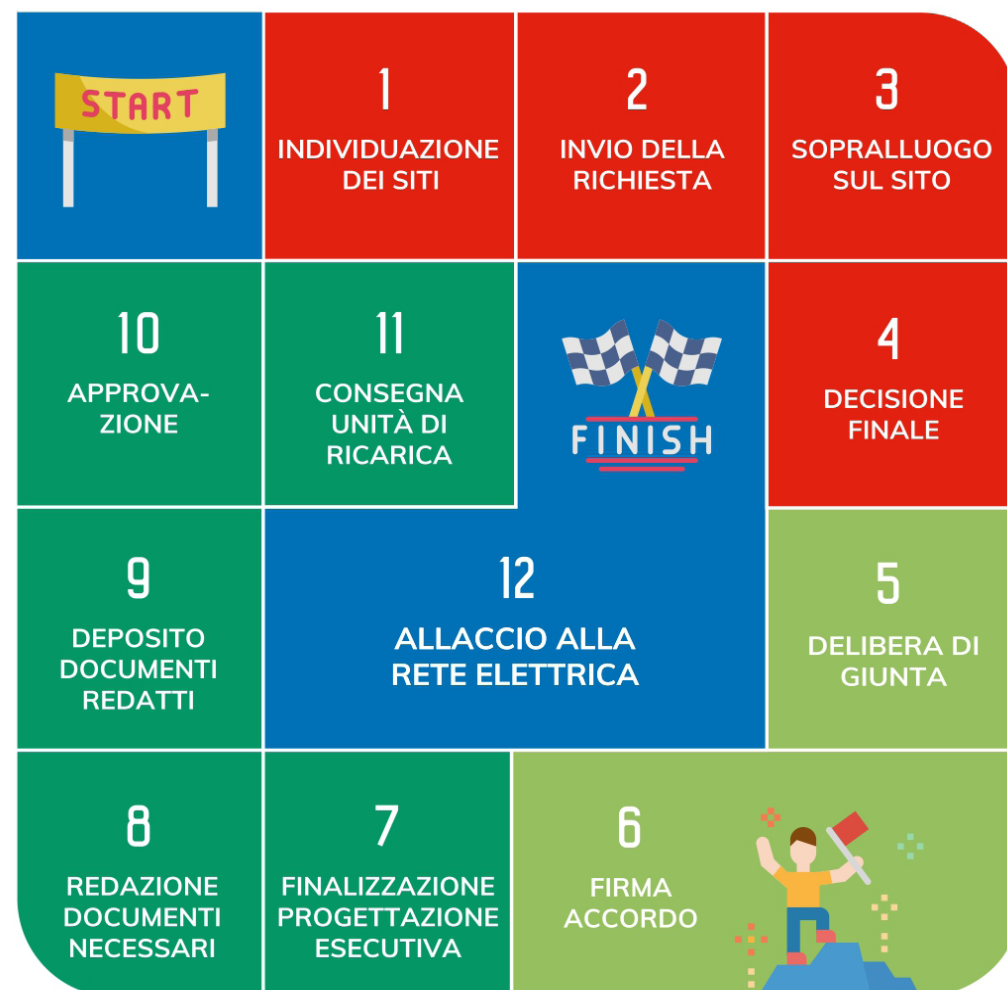 START
1
INDIVIDUAZIONE
DEI SITI
2
INVIO DELLA
RICHIESTA
3
SOPRALLUOGO
SUL SITO
4
DECISIONE
FINALE
5
DELIBERA DI
GIUNTA
6
FIRMA
ACCORDO
7
FINALIZZAZIONE
PROGETTAZIONE
ESECUTIVA
8
REDAZIONE
DOCUMENTI
NECESSARI
9
DEPOSITO
DOCUMENTI
REDATTI
10
APPROVA-
ZIONE
11
CONSEGNA
UNITÀ DI
RICARICA
12
ALLACCIO ALLA
RETE ELETTRICA
FINISH